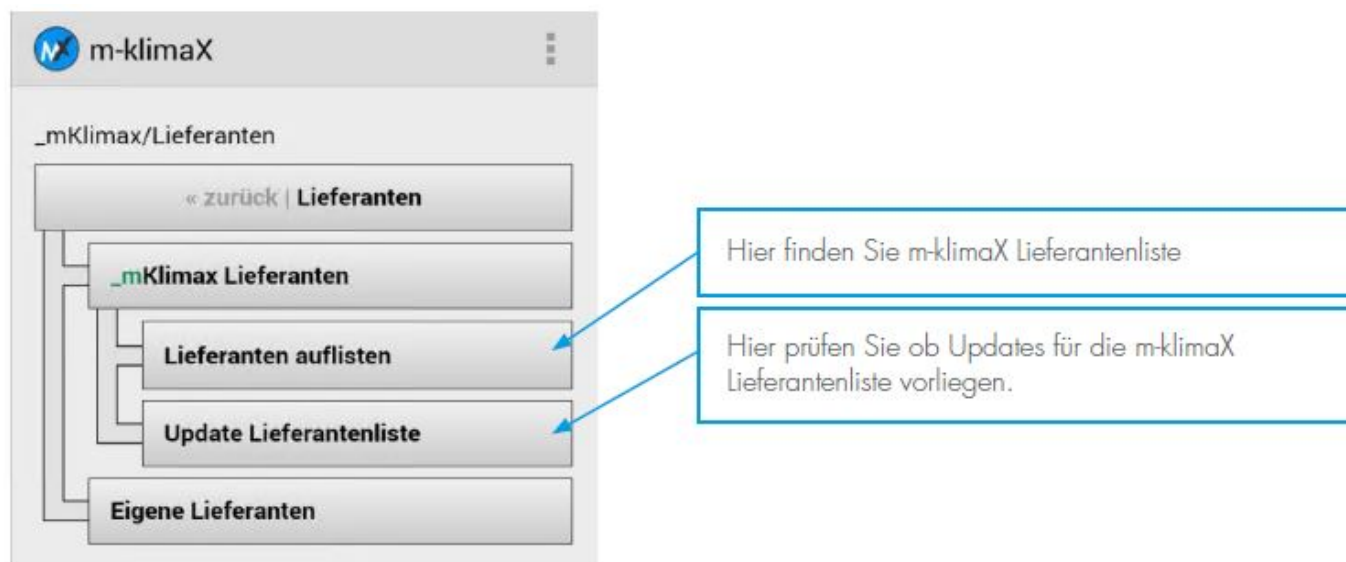 m-klimaX
_mKlimax/Lieferanten
« zurück | Lieferanten
_mKlimax Lieferanten
Lieferanten auflisten
Update Lieferantenliste
Eigene Lieferanten
Hier finden Sie m-klimaX Lieferantenliste
Hier prüfen Sie ob Updates für die m-klimaX
Lieferantenliste vorliegen.